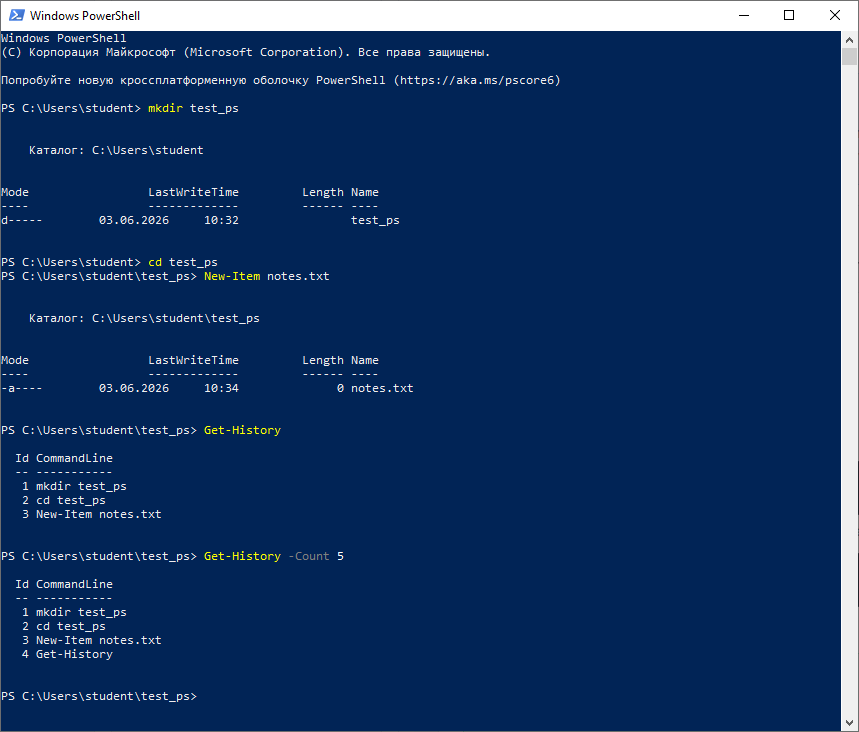 Windows PowerShell
Windows PowerShell
(C) Корпорация Майкрософт (Microsoft Corporation). Все права защищены.
Попробуйте новую кроссплатформенную оболочку PowerShell (https://aka.ms/pscore6)
PS C:\Users\student> mkdir test_ps
    Каталог: C:\Users\student
Mode                 LastWriteTime         Length Name
----                 -------------         ------ ----
d-----        03.06.2026     10:32                test_ps
PS C:\Users\student> cd test_ps
PS C:\Users\student\test_ps> New-Item notes.txt
    Каталог: C:\Users\student\test_ps
Mode                 LastWriteTime         Length Name
----                 -------------         ------ ----
-a----        03.06.2026     10:34              0 notes.txt
PS C:\Users\student\test_ps> Get-History
  Id CommandLine
  -- -----------
   1 mkdir test_ps
   2 cd test_ps
   3 New-Item notes.txt
PS C:\Users\student\test_ps> Get-History -Count 5
  Id CommandLine
  -- -----------
   1 mkdir test_ps
   2 cd test_ps
   3 New-Item notes.txt
   4 Get-History
PS C:\Users\student\test_ps>